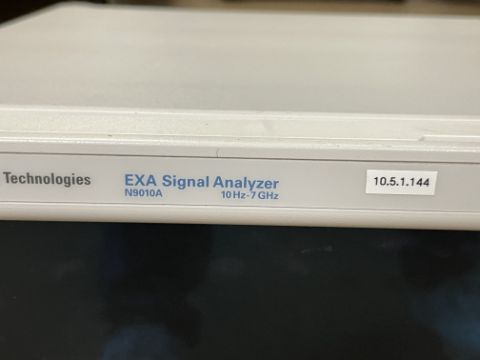 Technologies
EXA Signal Analyzer
N9010A 10 Hz-7 GHz
10.5.1.144